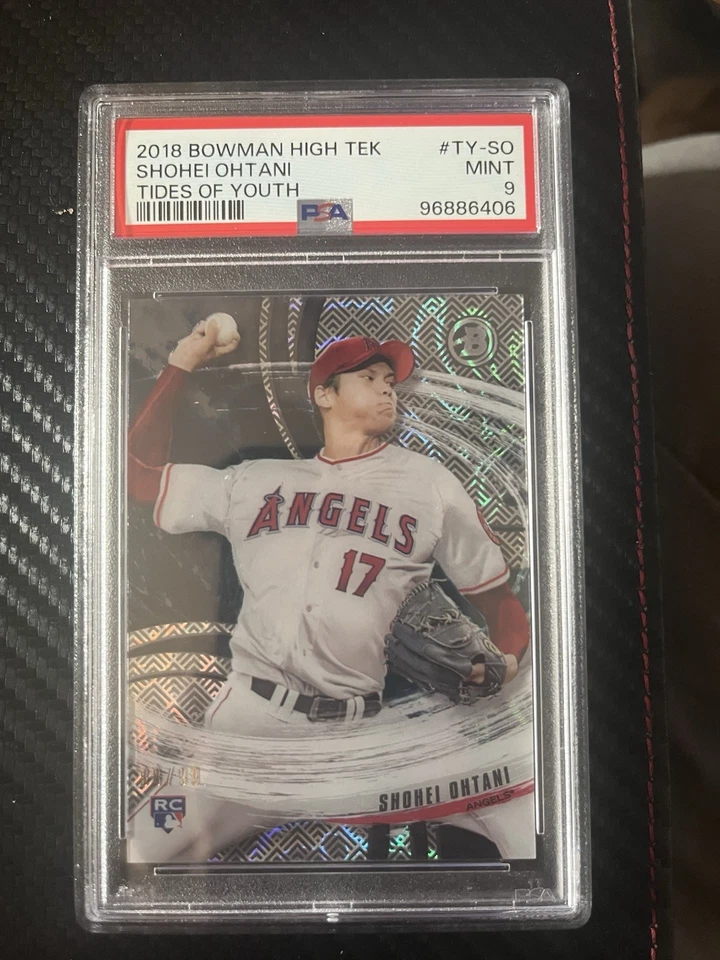 2018 BOWMAN HIGH TEK #TY-SO
SHOHEI OHTANI MINT
TIDES OF YOUTH 9
PSA 96886406
B
ANGELS
17
SHOHEI OHTANI
ANGELS
RC
PSA